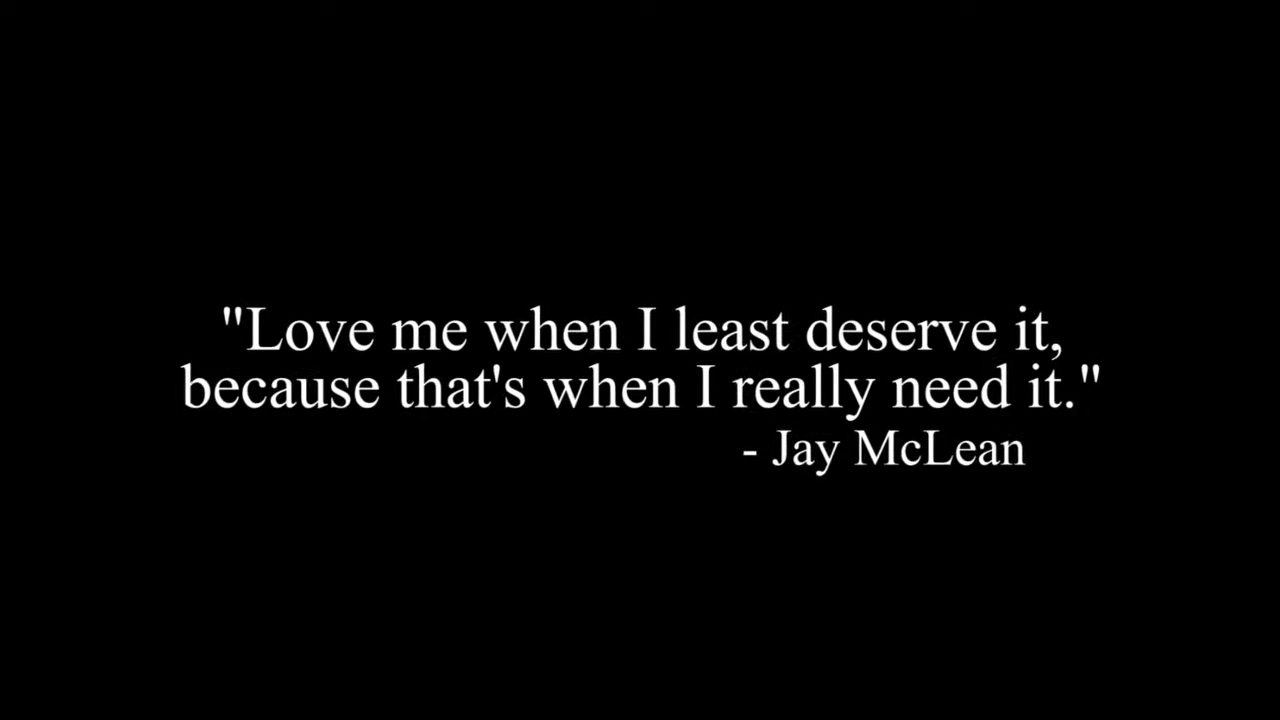 "Love me when I least deserve it,
because that's when I really need it."
- Jay McLean